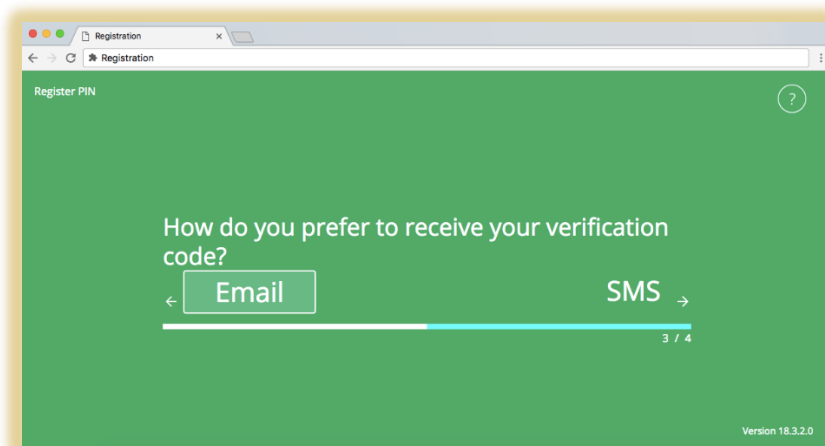 Registration
Registration
Register PIN
?
How do you prefer to receive your verification
code?
← Email SMS →
3 / 4
Version 18.3.2.0